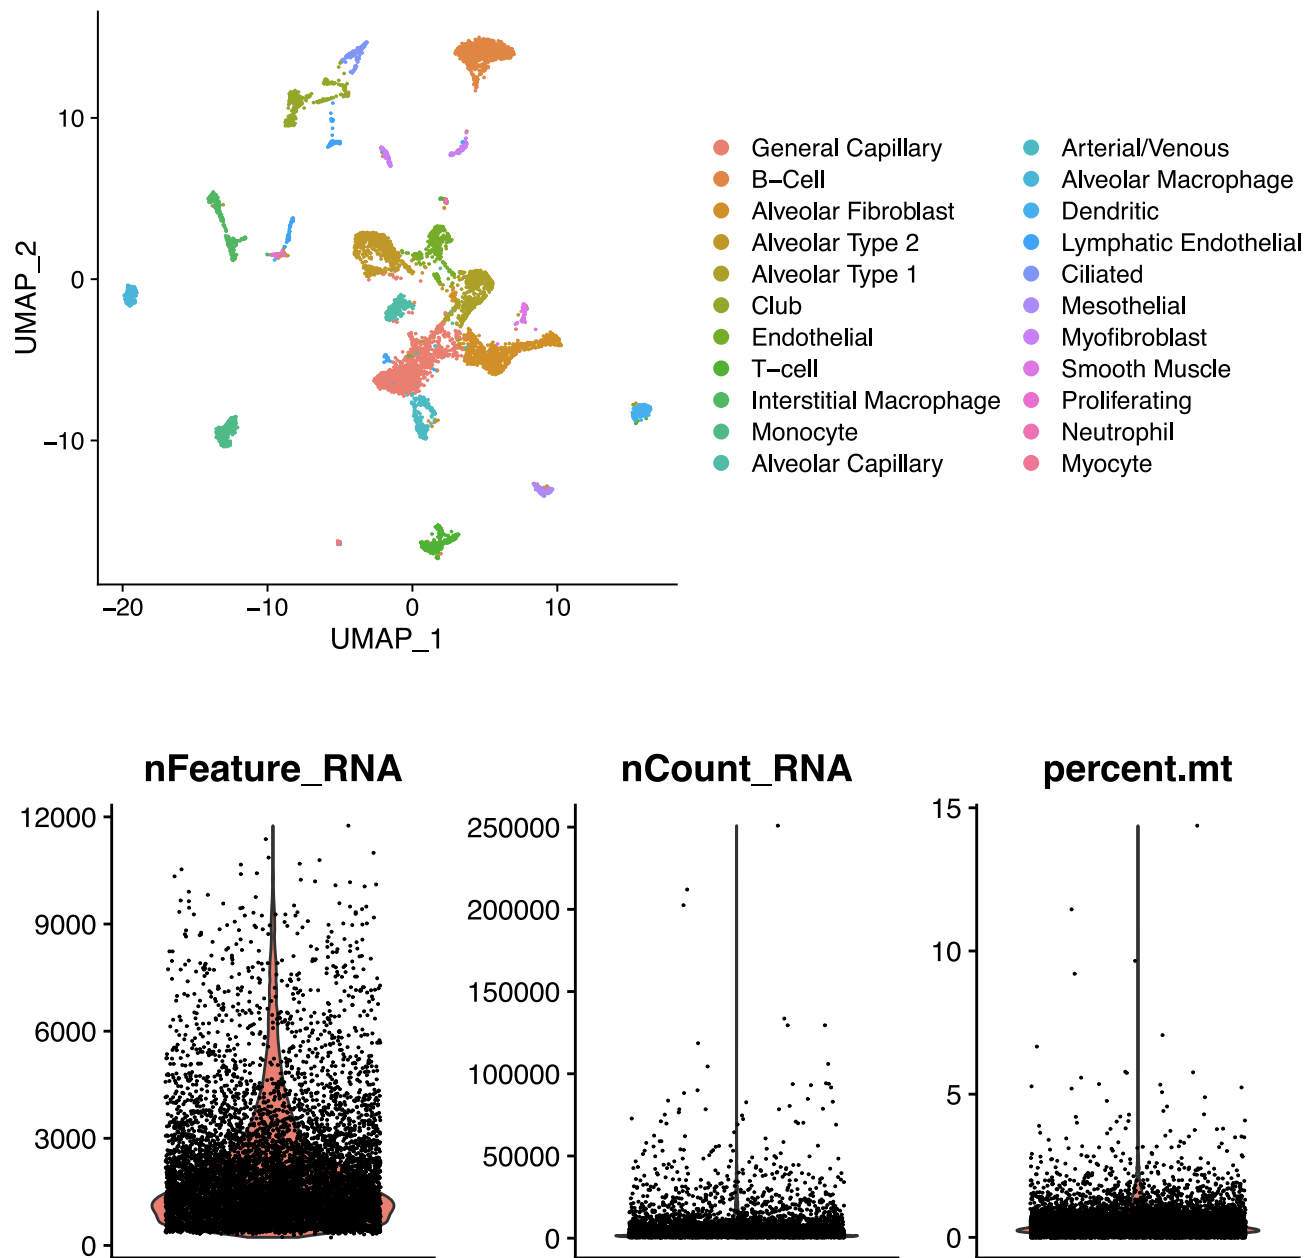 10
0
−10
UMAP_2
−20
−10
0
10
UMAP_1
General Capillary
B−Cell
Alveolar Fibroblast
Alveolar Type 2
Alveolar Type 1
Club
Endothelial
T−cell
Interstitial Macrophage
Monocyte
Alveolar Capillary
Arterial/Venous
Alveolar Macrophage
Dendritic
Lymphatic Endothelial
Ciliated
Mesothelial
Myofibroblast
Smooth Muscle
Proliferating
Neutrophil
Myocyte
nFeature_RNA
12000
9000
6000
3000
0
nCount_RNA
250000
200000
150000
100000
50000
0
percent.mt
15
10
5
0